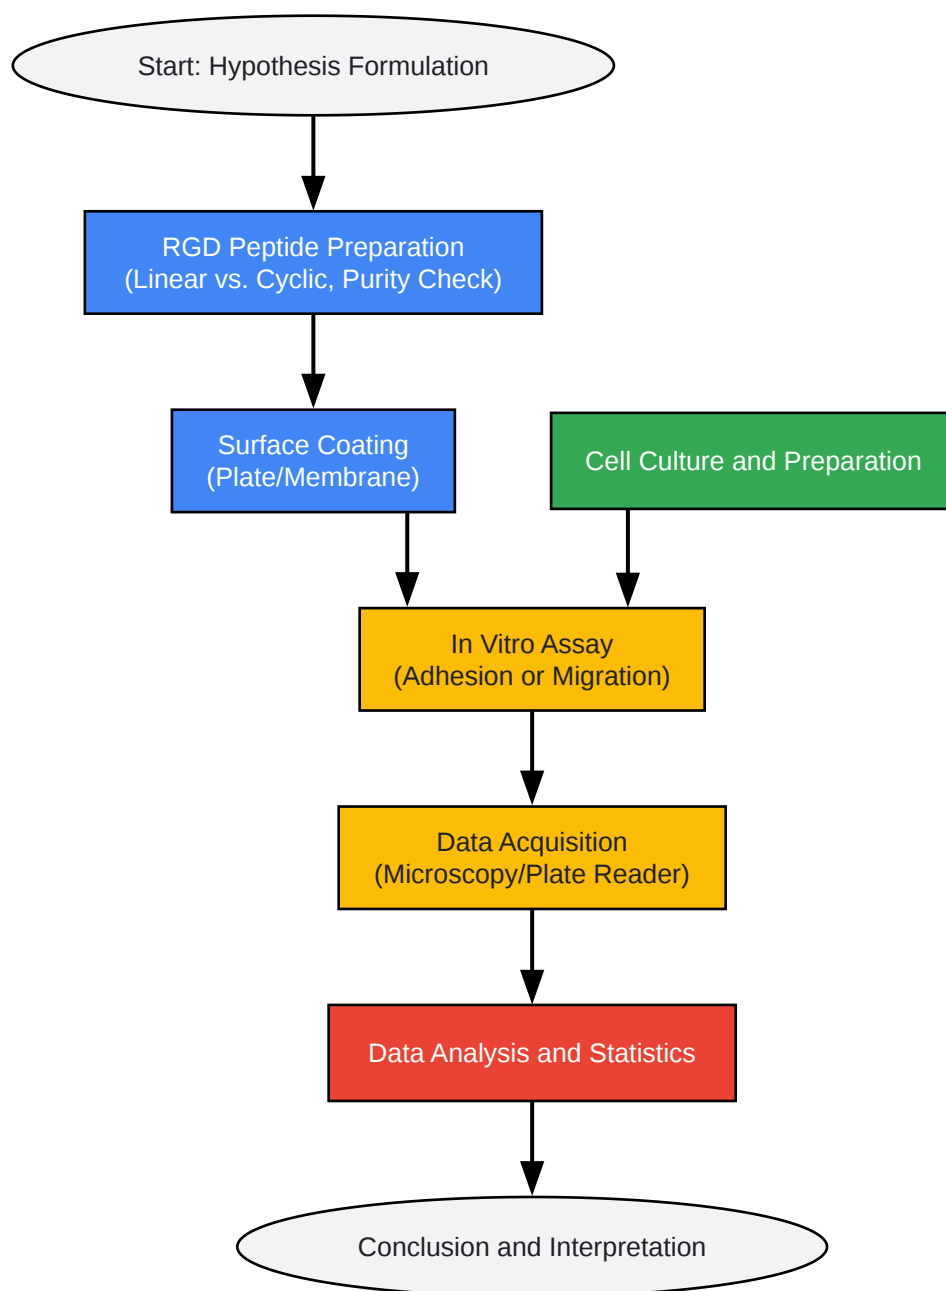 Start: Hypothesis Formulation
RGD Peptide Preparation
(Linear vs. Cyclic, Purity Check)
Surface Coating
(Plate/Membrane)
Cell Culture and Preparation
In Vitro Assay
(Adhesion or Migration)
Data Acquisition
(Microscopy/Plate Reader)
Data Analysis and Statistics
Conclusion and Interpretation